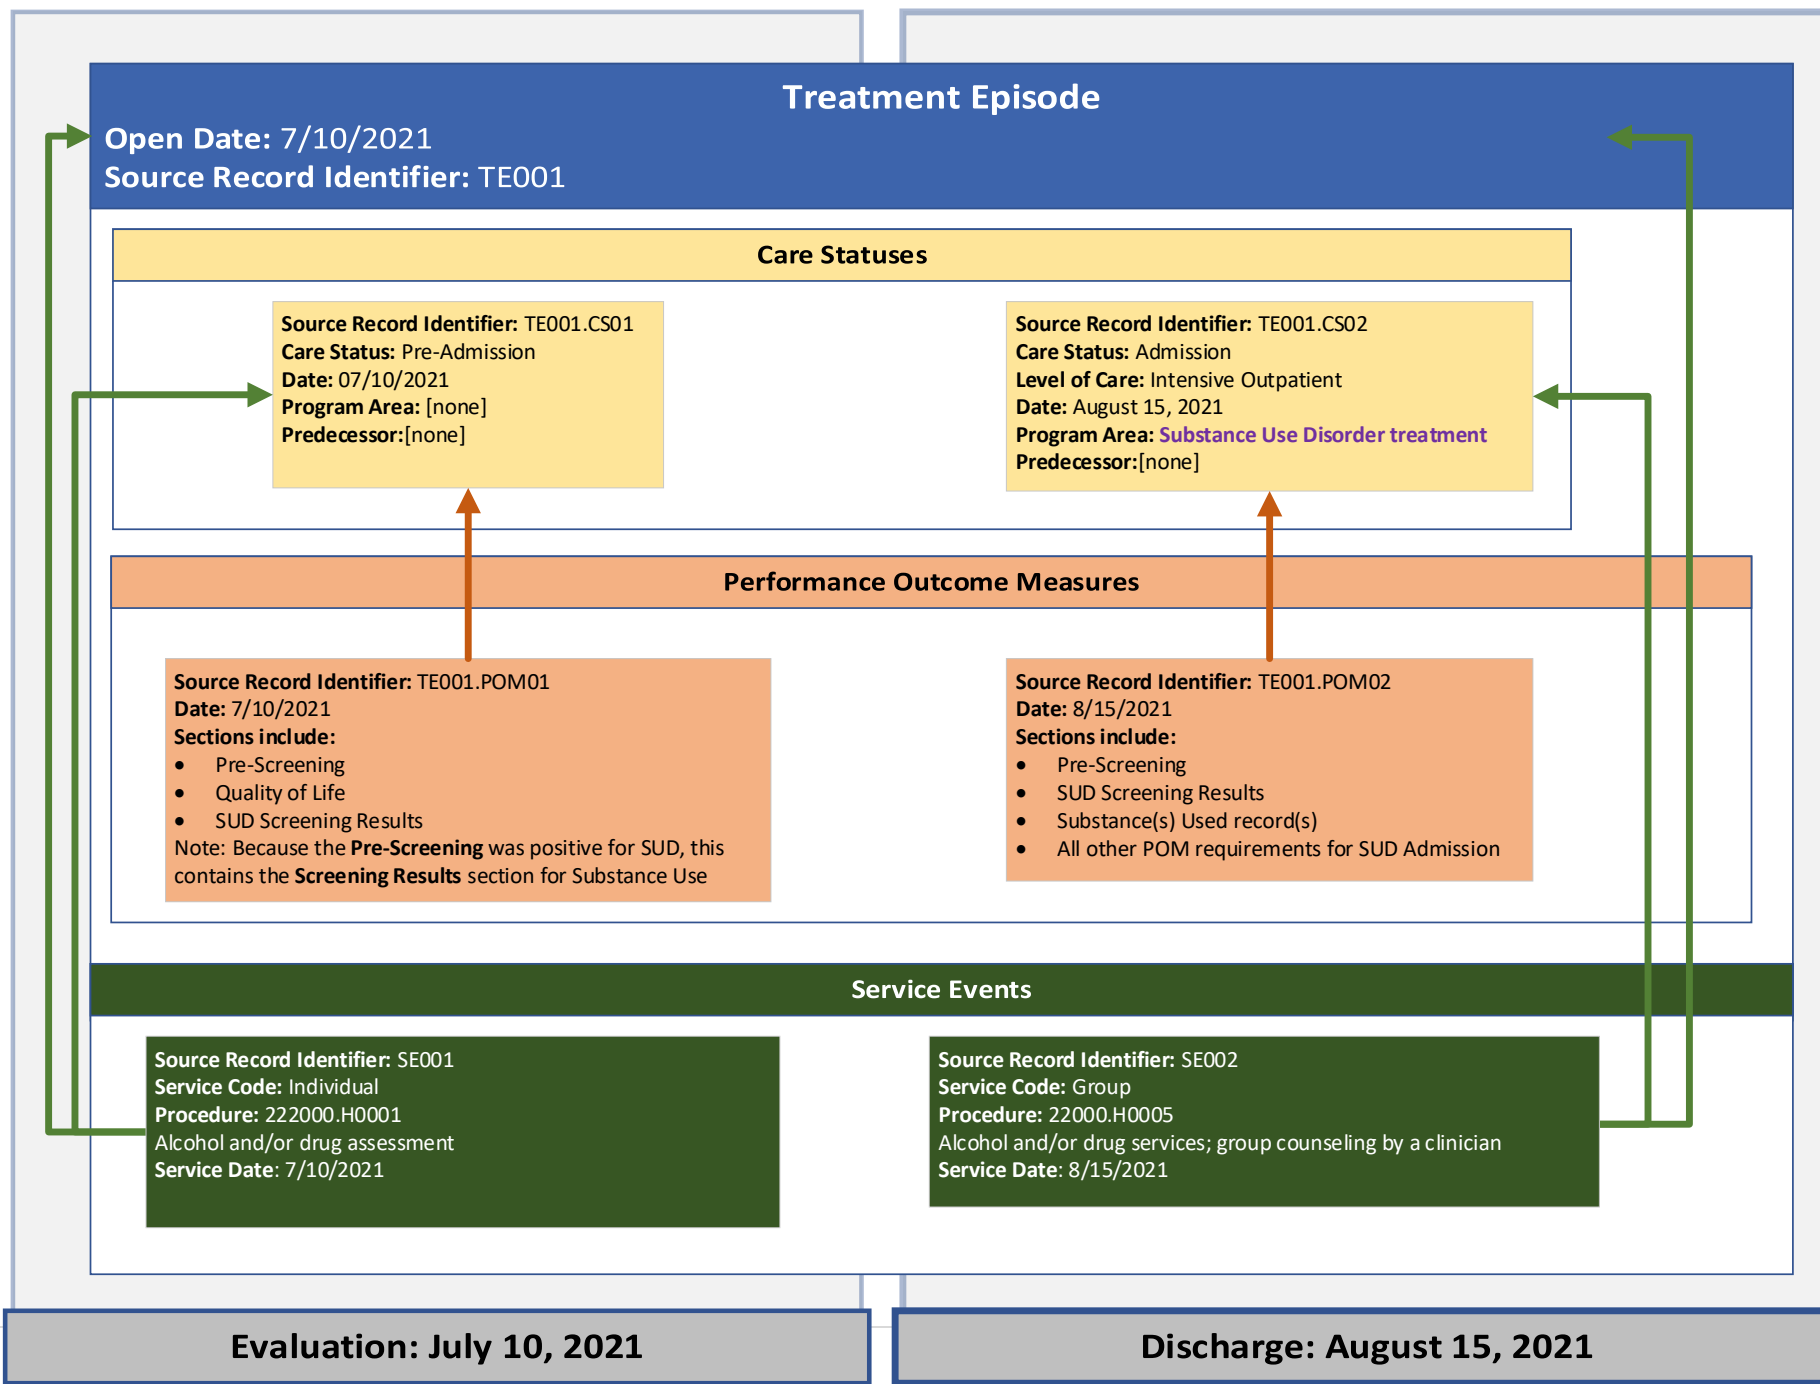 Treatment Episode
Open Date: 7/10/2021
Source Record Identifier: TE001
Care Statuses
Source Record Identifier: TE001.CS01
Care Status: Pre-Admission
Date: 07/10/2021
Program Area: [none]
Predecessor:[none]
Source Record Identifier: TE001.CS02
Care Status: Admission
Level of Care: Intensive Outpatient
Date: August 15, 2021
Program Area: Substance Use Disorder treatment
Predecessor:[none]
Performance Outcome Measures
Source Record Identifier: TE001.POM01
Date: 7/10/2021
Sections include:
• Pre-Screening
• Quality of Life
• SUD Screening Results
Note: Because the Pre-Screening was positive for SUD, this
contains the Screening Results section for Substance Use
Source Record Identifier: TE001.POM02
Date: 8/15/2021
Sections include:
• Pre-Screening
• SUD Screening Results
• Substance(s) Used record(s)
• All other POM requirements for SUD Admission
Service Events
Source Record Identifier: SE001
Service Code: Individual
Procedure: 222000.H0001
Alcohol and/or drug assessment
Service Date: 7/10/2021
Source Record Identifier: SE002
Service Code: Group
Procedure: 22000.H0005
Alcohol and/or drug services; group counseling by a clinician
Service Date: 8/15/2021
Evaluation: July 10, 2021
Discharge: August 15, 2021